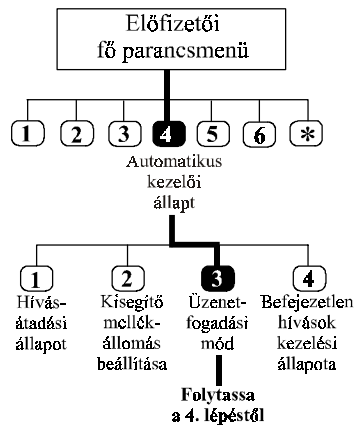 Előfizetői
fő parancsmenü
1 2 3 4 5 6 *
Automatikus
kezelői
állapt
1 2 3 4
Hívás-
átadási
állapot
Kisegítő
mellék-
állomás
beállítása
Üzenet-
fogadási
mód
Befejezetlen
hívások
kezelési
állapota
Folytassa
a 4. lépéstől